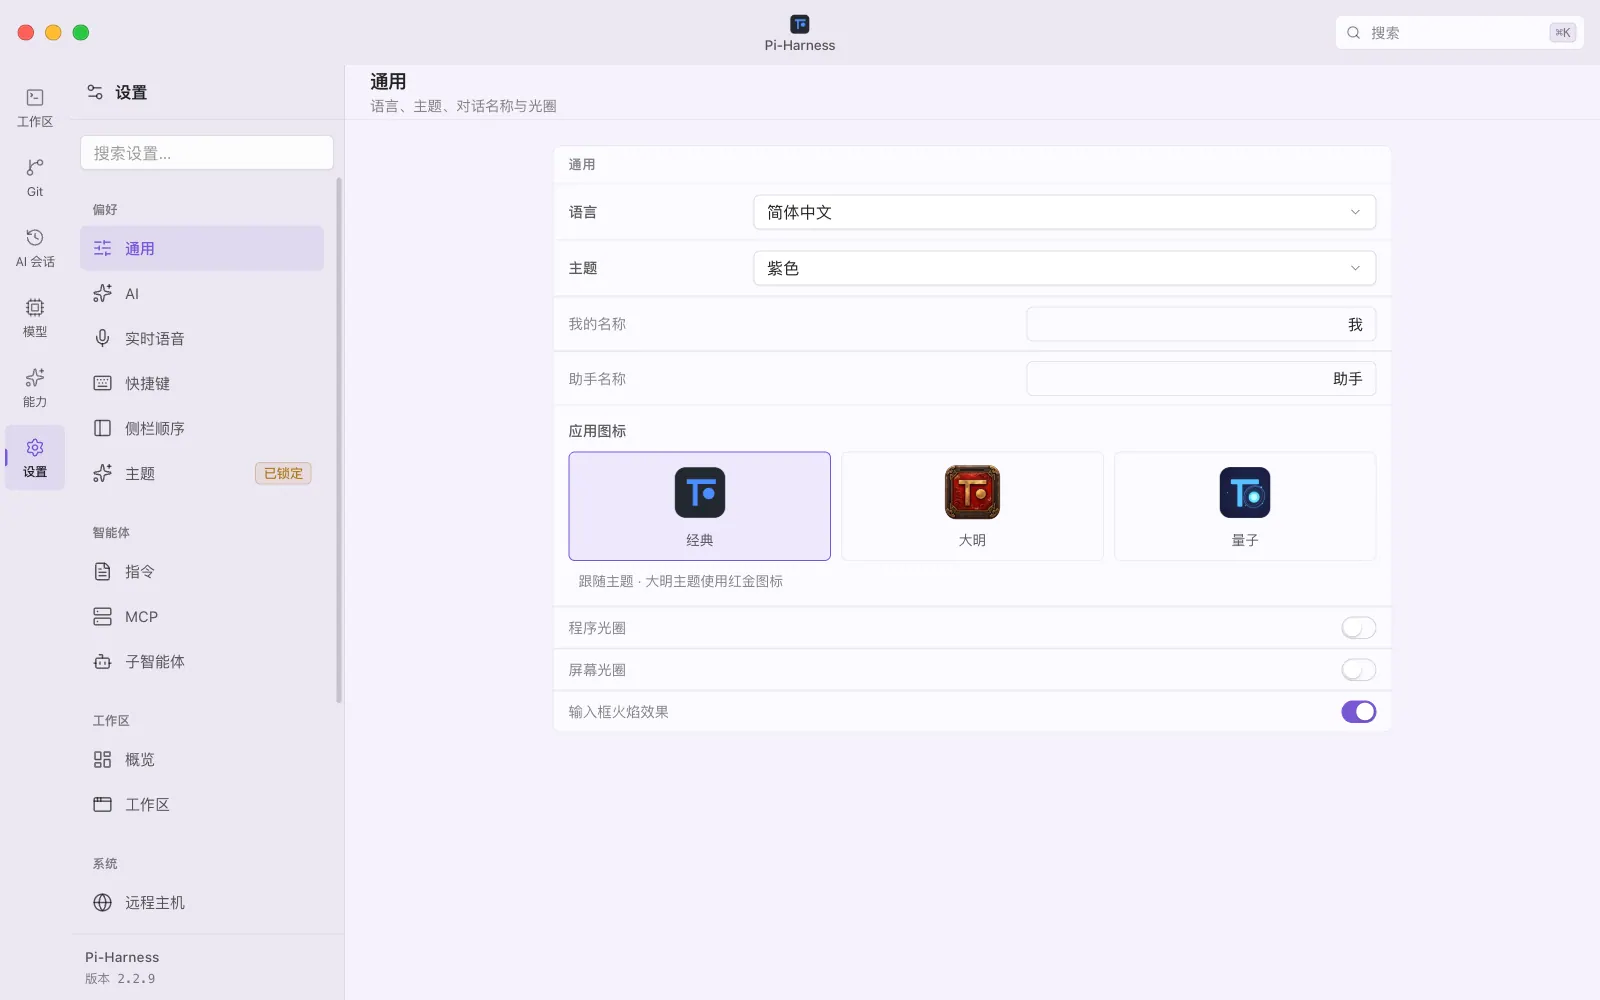 Pi-Harness
搜索
⌘K
工作区
Git
AI 会话
模型
能力
设置
设置
搜索设置...
偏好
通用
AI
实时语音
快捷键
侧栏顺序
主题
已锁定
智能体
指令
MCP
子智能体
工作区
概览
工作区
系统
远程主机
Pi-Harness
版本 2.2.9
通用
语言、主题、对话名称与光圈
通用
语言
简体中文
主题
紫色
我的名称
我
助手名称
助手
应用图标
经典
大明
量子
跟随主题 · 大明主题使用红金图标
程序光圈
屏幕光圈
输入框火焰效果